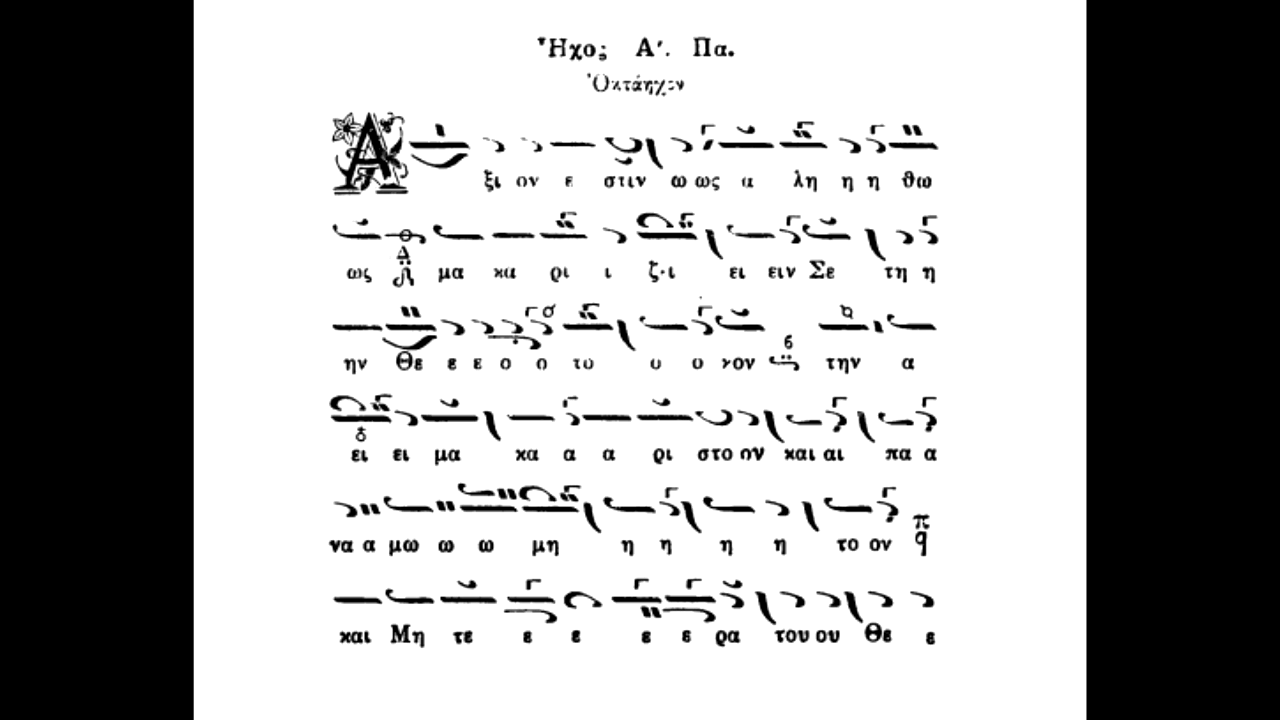 Ἦχος Α′. Πα.
Ὀκτάηχον
Α ξι ον ε στιν ω ως α λη η η θω
ως Δ μα κα ρι ι ζι ει ειν Σε τη η
ην Θε ε ε ο ο το ο ο κον την α
ει ει μα κα α α ρι στο ον και αι πα α
να α μω ω ω μη η η η η το ον π q
και Μη τε ε ε ε ε ρα του ου Θε ε